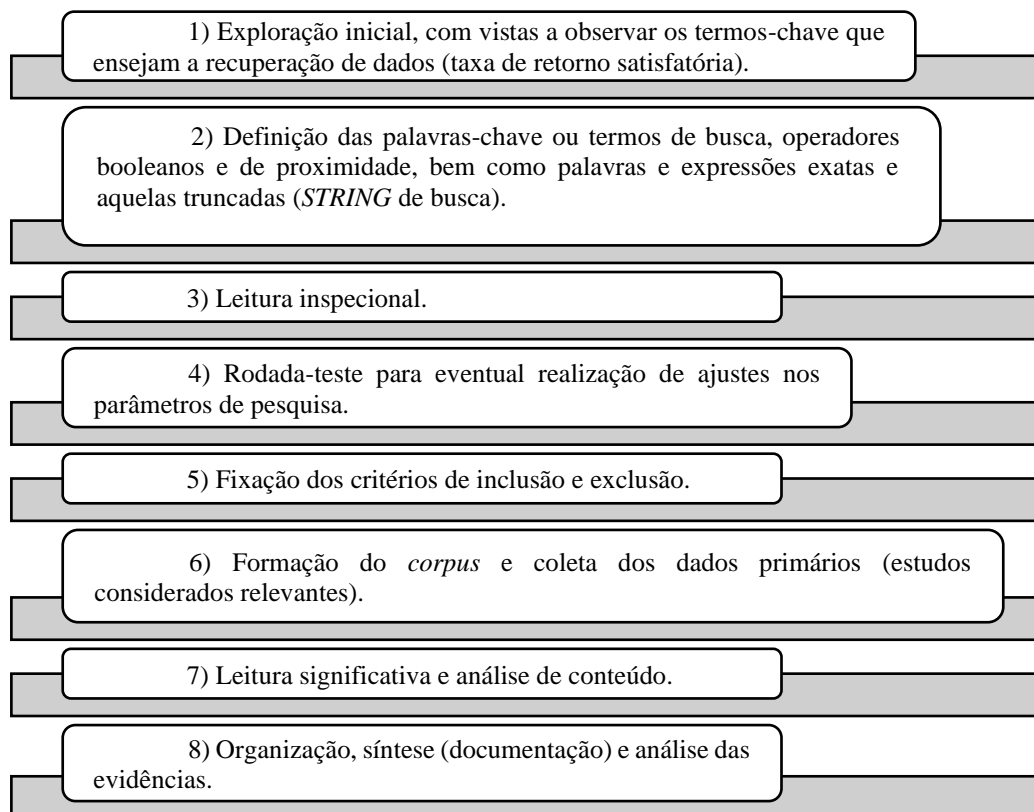 1) Exploração inicial, com vistas a observar os termos-chave que
ensejam a recuperação de dados (taxa de retorno satisfatória).
2) Definição das palavras-chave ou termos de busca, operadores
booleanos e de proximidade, bem como palavras e expressões exatas e
aquelas truncadas (STRING de busca).
3) Leitura inspecional.
4) Rodada-teste para eventual realização de ajustes nos
parâmetros de pesquisa.
5) Fixação dos critérios de inclusão e exclusão.
6) Formação do corpus e coleta dos dados primários (estudos
considerados relevantes).
7) Leitura significativa e análise de conteúdo.
8) Organização, síntese (documentação) e análise das
evidências.